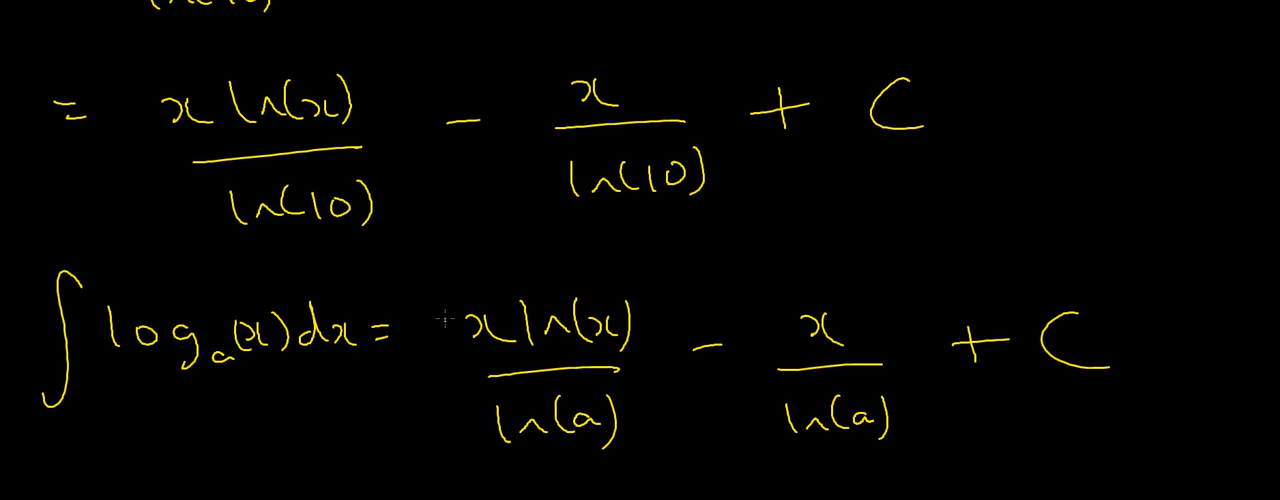 = x ln(x) / ln(10) - x / ln(10) + C
∫ log_a(x) dx = x ln(x) / ln(a) - x / ln(a) + C